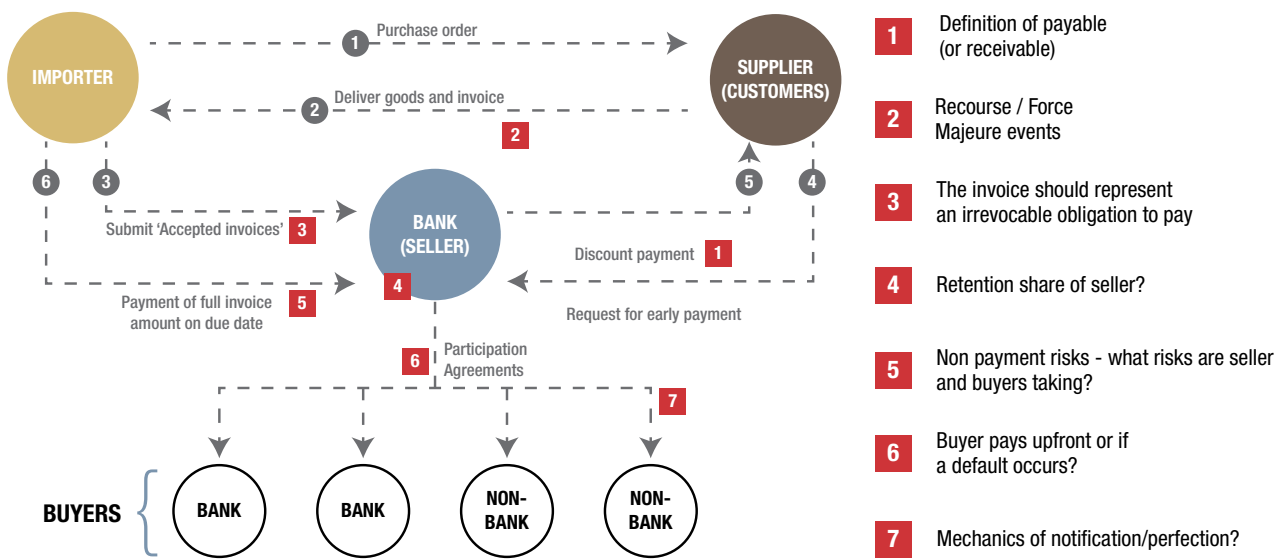 1
Purchase order
IMPORTER
SUPPLIER
(CUSTOMERS)
Deliver goods and invoice
2
2
6
3
5
4
BANK
(SELLER)
Submit ‘Accepted invoices’
3
Discount payment
1
4
Payment of full invoice
amount on due date
5
Request for early payment
6
Participation
Agreements
7
BUYERS
BANK
BANK
NON-
BANK
NON-
BANK
1
Definition of payable
(or receivable)
2
Recourse / Force
Majeure events
3
The invoice should represent
an irrevocable obligation to pay
4
Retention share of seller?
5
Non payment risks - what risks are seller
and buyers taking?
6
Buyer pays upfront or if
a default occurs?
7
Mechanics of notification/perfection?